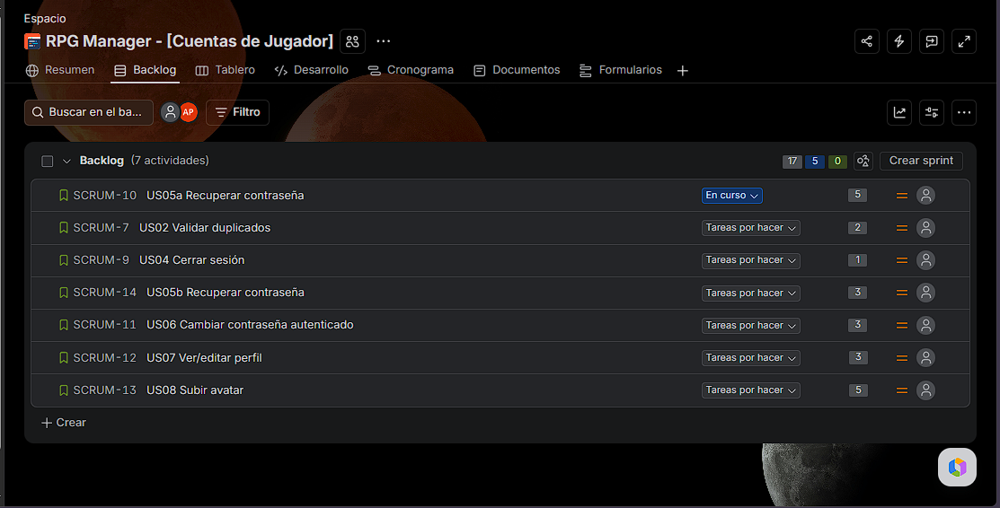 Espacio
RPG Manager - [Cuentas de Jugador]
Resumen Backlog Tablero Desarrollo Cronograma Documentos Formularios
Buscar en el ba... AP Filtro
Backlog (7 actividades) 17 5 0 Crear sprint
SCRUM-10 US05a Recuperar contraseña En curso 5
SCRUM-7 US02 Validar duplicados Tareas por hacer 2
SCRUM-9 US04 Cerrar sesión Tareas por hacer 1
SCRUM-14 US05b Recuperar contraseña Tareas por hacer 3
SCRUM-11 US06 Cambiar contraseña autenticado Tareas por hacer 3
SCRUM-12 US07 Ver/editar perfil Tareas por hacer 3
SCRUM-13 US08 Subir avatar Tareas por hacer 5
Crear